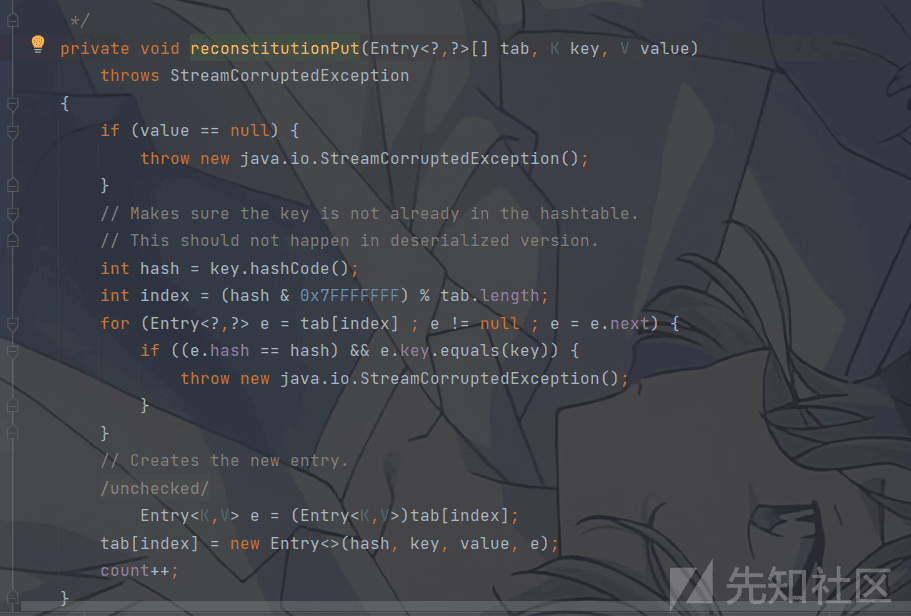 */
private void reconstitutionPut(Entry<?,?>[] tab, K key, V value)
throws StreamCorruptedException
{
if (value == null) {
throw new java.io.StreamCorruptedException();
}
// Makes sure the key is not already in the hashtable.
// This should not happen in deserialized version.
int hash = key.hashCode();
int index = (hash & 0x7FFFFFFF) % tab.length;
for (Entry<?,?> e = tab[index] ; e != null ; e = e.next) {
if ((e.hash == hash) && e.key.equals(key)) {
throw new java.io.StreamCorruptedException();
}
}
// Creates the new entry.
/unchecked/
Entry<K,V> e = (Entry<K,V>)tab[index];
tab[index] = new Entry<>(hash, key, value, e);
count++;
}
先知社区